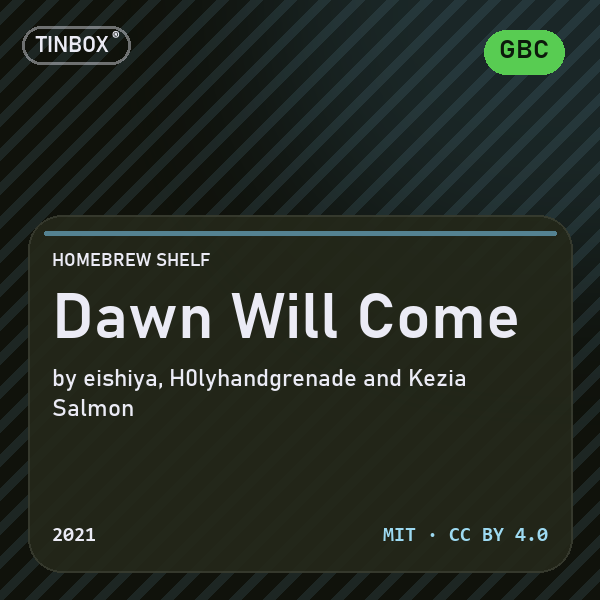 TINBOX®
GBC
HOMEBREW SHELF
Dawn Will Come
by eishiya, H0lyhandgrenade and Kezia
Salmon
2021
MIT · CC BY 4.0